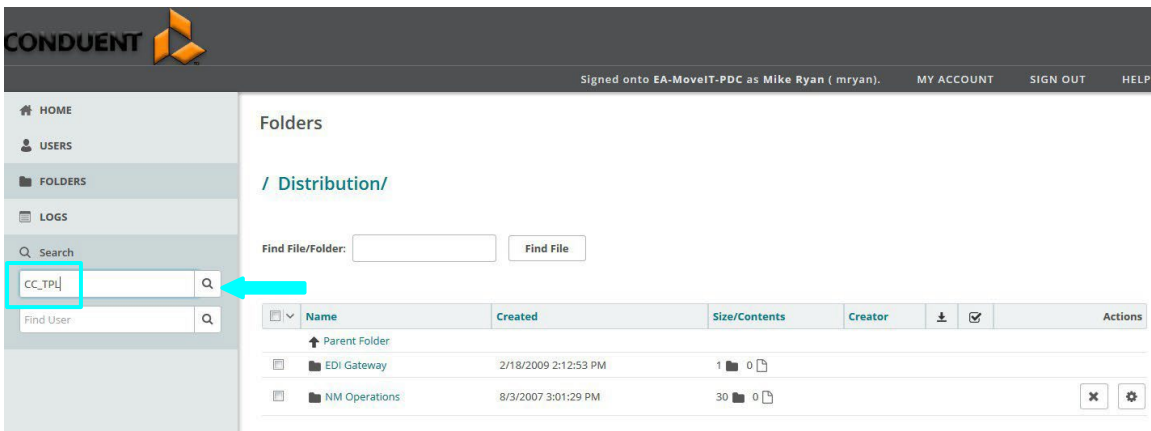 CONDUENT
Signed onto EA-MoveIT-PDC as Mike Ryan ( mryan). MY ACCOUNT SIGN OUT HELP
HOME
USERS
FOLDERS
LOGS
Search
CC_TPL
Find User
Folders
/ Distribution/
Find File/Folder: Find File
Name Created Size/Contents Creator Actions
Parent Folder
EDI Gateway 2/18/2009 2:12:53 PM 1 0
NM Operations 8/3/2007 3:01:29 PM 30 0